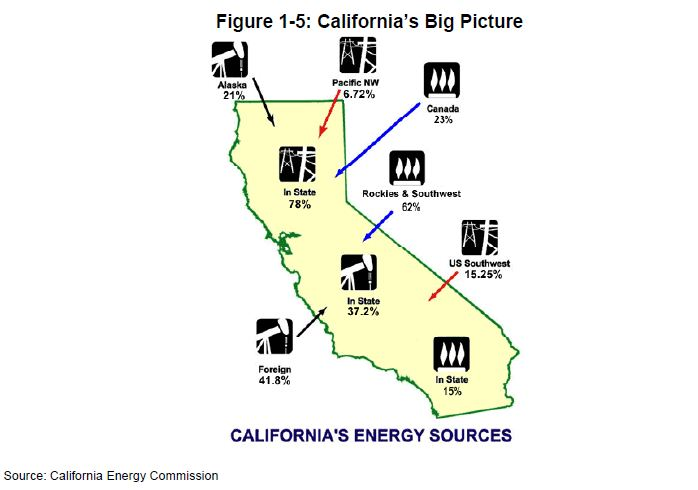 Figure 1-5: California's Big Picture
Alaska
21%
Pacific NW
6.72%
Canada
23%
In State
78%
Rockies & Southwest
62%
US Southwest
15.25%
In State
37.2%
Foreign
41.8%
In State
15%
CALIFORNIA'S ENERGY SOURCES
Source: California Energy Commission